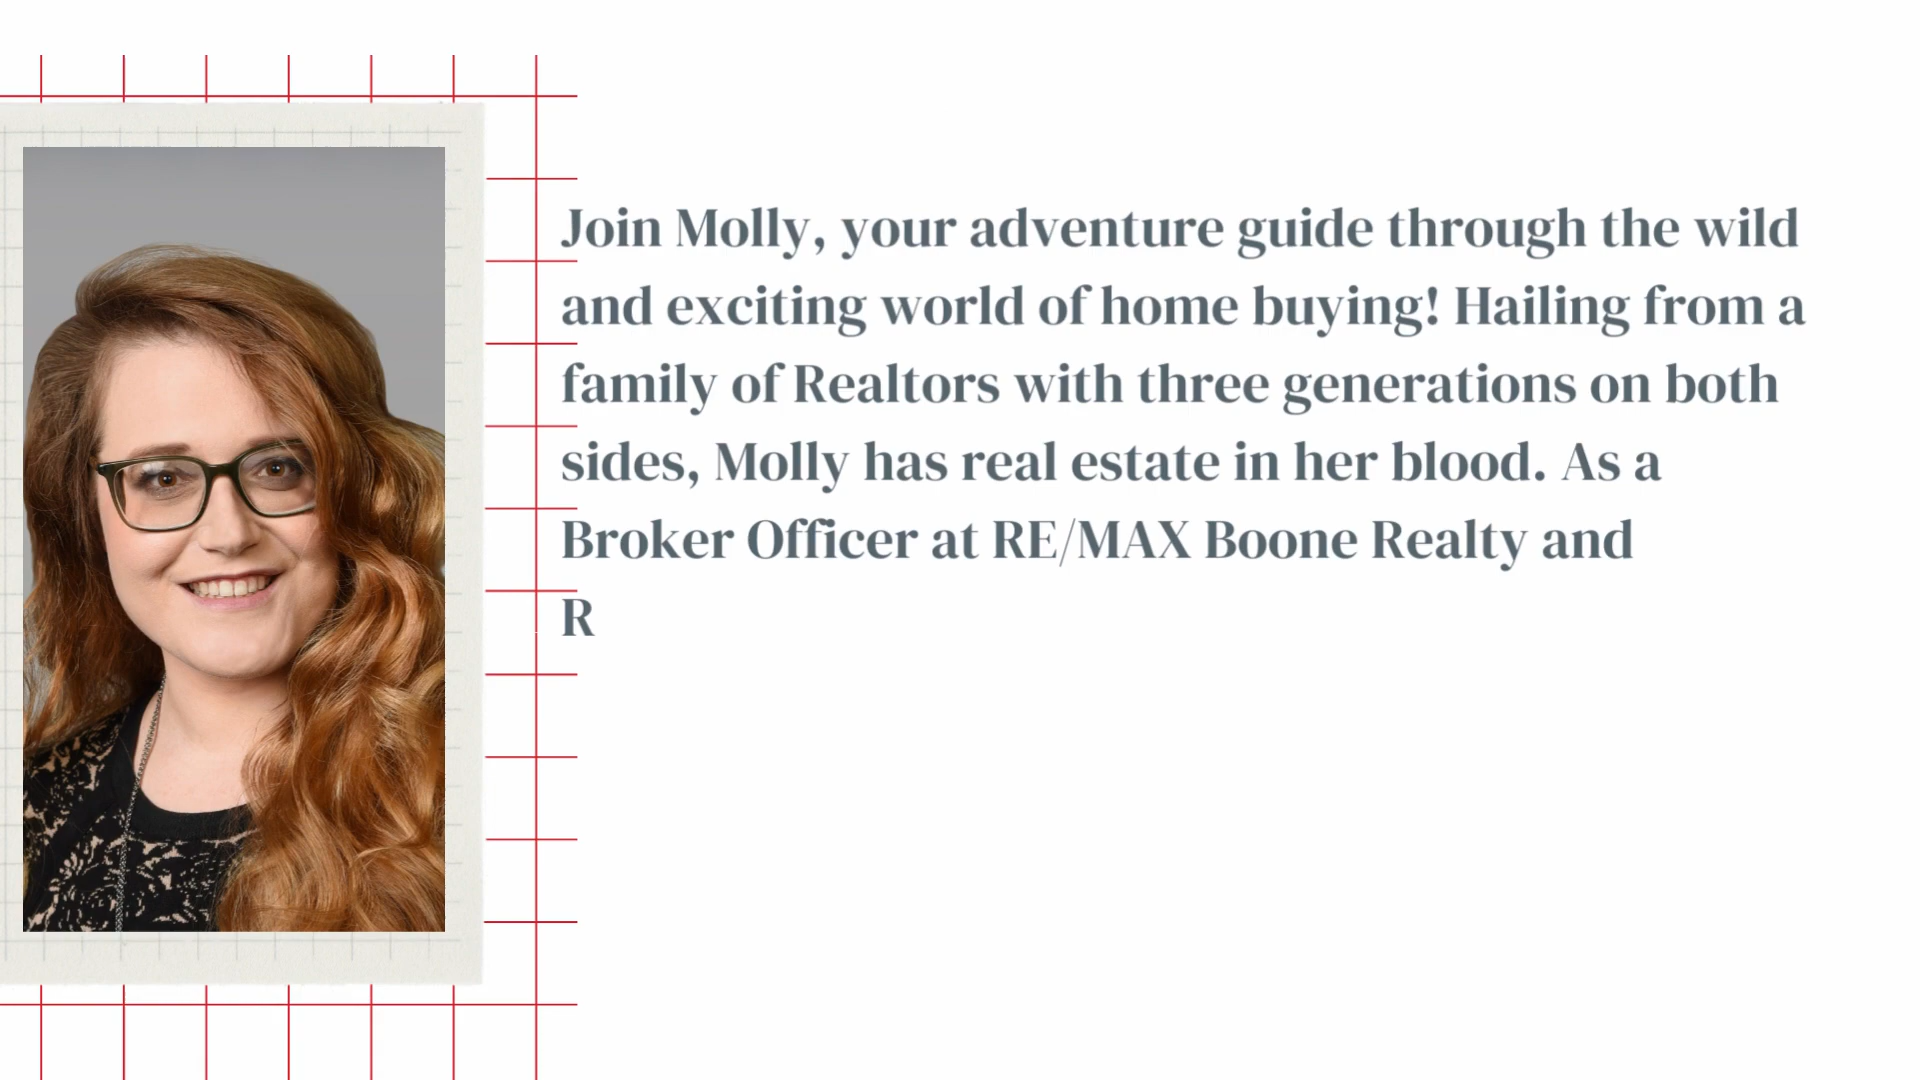 Join Molly, your adventure guide through the wild
and exciting world of home buying! Hailing from a
family of Realtors with three generations on both
sides, Molly has real estate in her blood. As a
Broker Officer at RE/MAX Boone Realty and
R